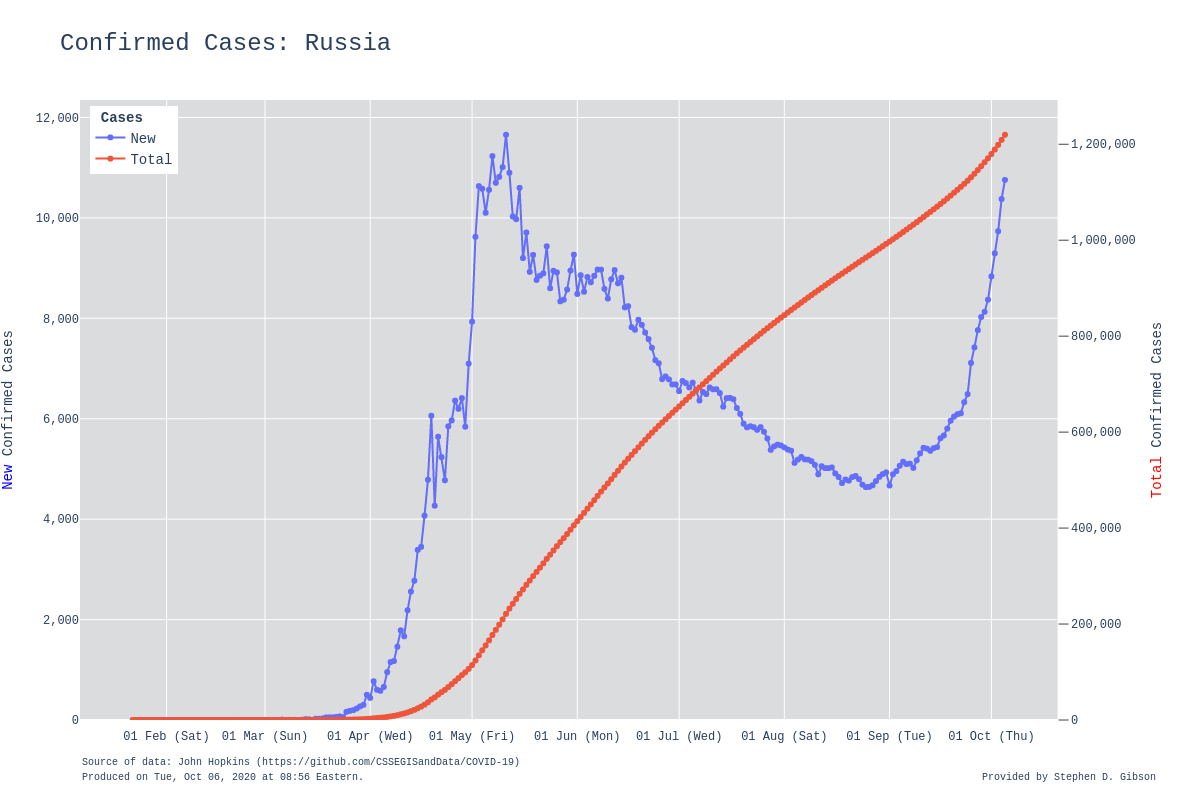 Confirmed Cases: Russia
Cases
New
Total
12,000
10,000
8,000
6,000
4,000
2,000
0
New Confirmed Cases
1,200,000
1,000,000
800,000
600,000
400,000
200,000
0
Total Confirmed Cases
01 Feb (Sat) 01 Mar (Sun) 01 Apr (Wed) 01 May (Fri) 01 Jun (Mon) 01 Jul (Wed) 01 Aug (Sat) 01 Sep (Tue) 01 Oct (Thu)
Source of data: John Hopkins (https://github.com/CSSEGISandData/COVID-19)
Produced on Tue, Oct 06, 2020 at 08:56 Eastern.
Provided by Stephen D. Gibson